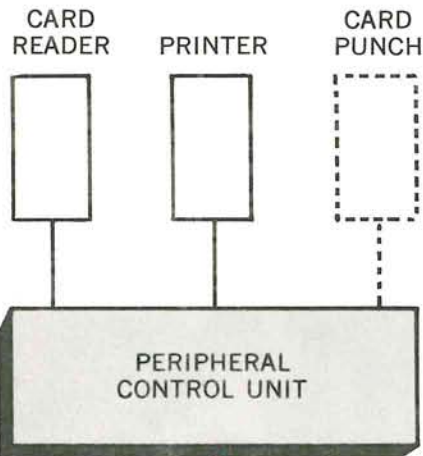 CARD
READER
PRINTER
CARD
PUNCH
PERIPHERAL
CONTROL UNIT